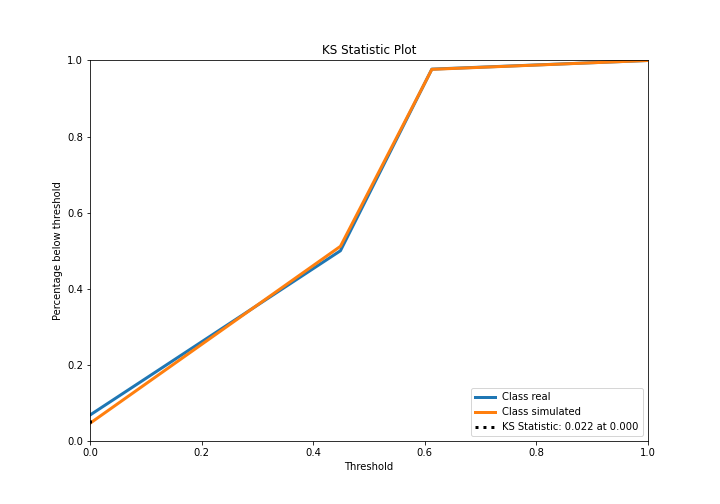 KS Statistic Plot
1.0
0.8
0.6
0.4
0.2
0.0
Percentage below threshold
Class real
Class simulated
KS Statistic: 0.022 at 0.000
0.0 0.2 0.4 0.6 0.8 1.0
Threshold